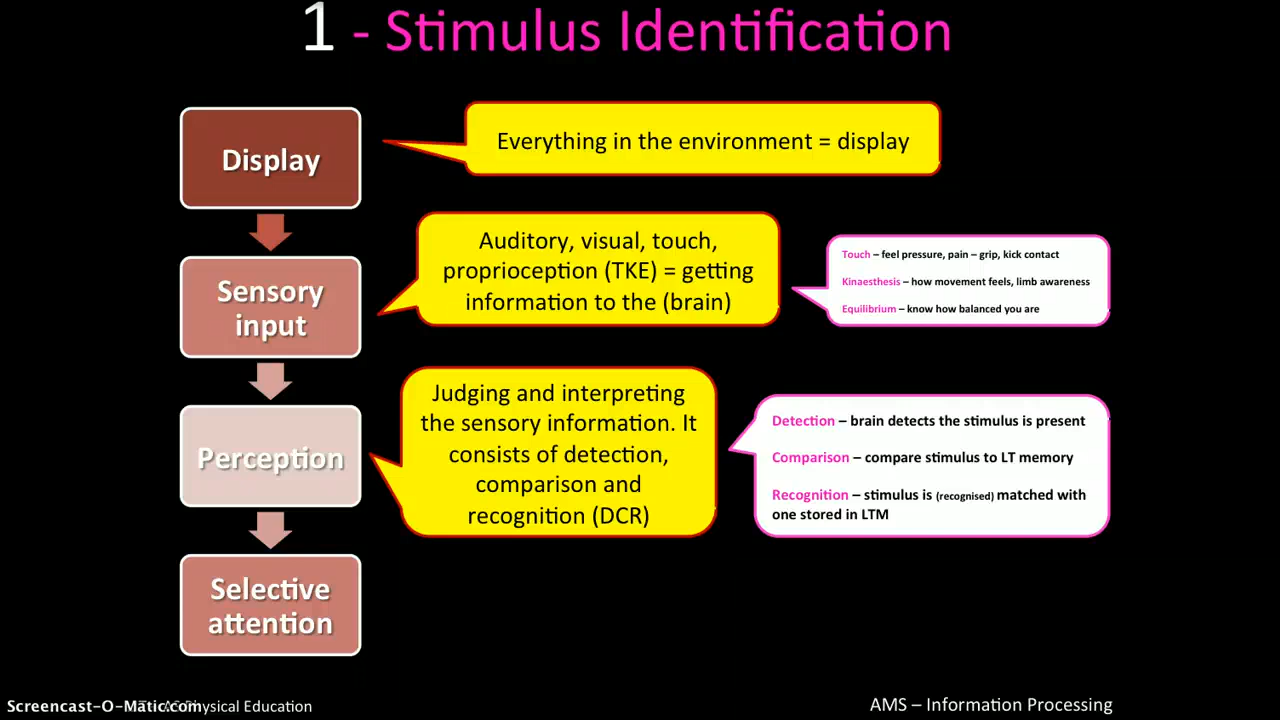 1 - Stimulus Identification
Display
Everything in the environment = display
Sensory
input
Auditory, visual, touch,
proprioception (TKE) = getting
information to the (brain)
Touch – feel pressure, pain – grip, kick contact
Kinaesthesis – how movement feels, limb awareness
Equilibrium – know how balanced you are
Perception
Judging and interpreting
the sensory information. It
consists of detection,
comparison and
recognition (DCR)
Detection – brain detects the stimulus is present
Comparison – compare stimulus to LT memory
Recognition – stimulus is (recognised) matched with
one stored in LTM
Selective
attention
Screencast-O-Matic.com
Physical Education
AMS – Information Processing